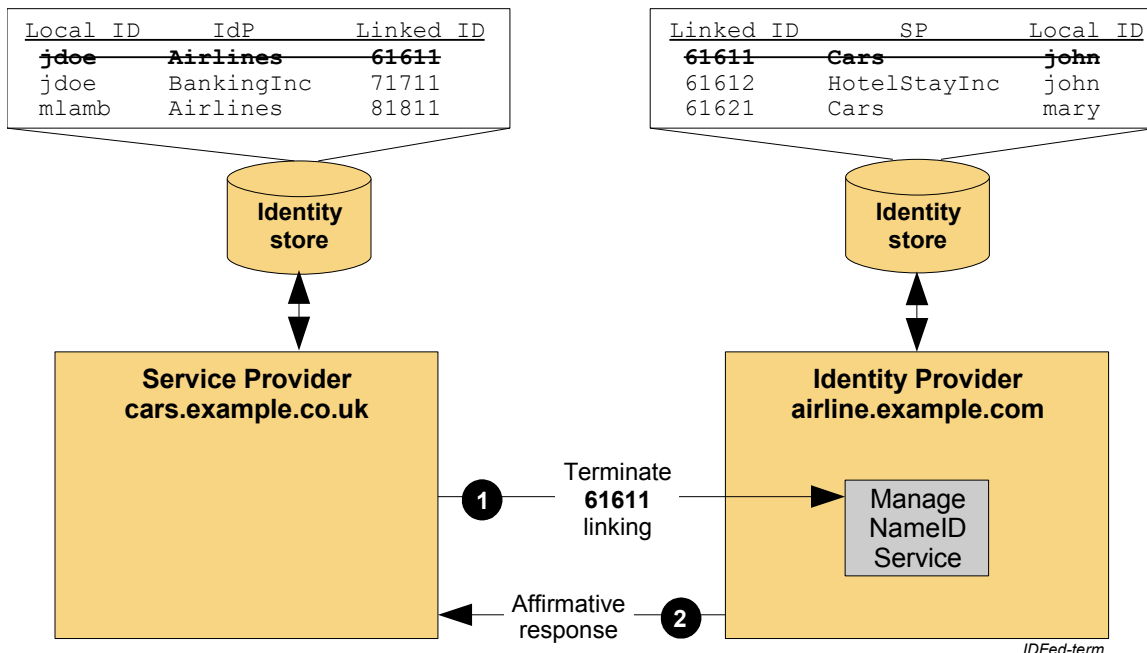 Local ID IdP Linked ID
jdoe Airlines 61611
jdoe BankingInc 71711
mlamb Airlines 81811
Linked ID SP Local ID
61611 Cars john
61612 HotelStayInc john
61621 Cars mary
Identity
store
Identity
store
Service Provider
cars.example.co.uk
Identity Provider
airline.example.com
1
Terminate
61611
linking
Manage
NameID
Service
Affirmative
response
2
IDFed-term